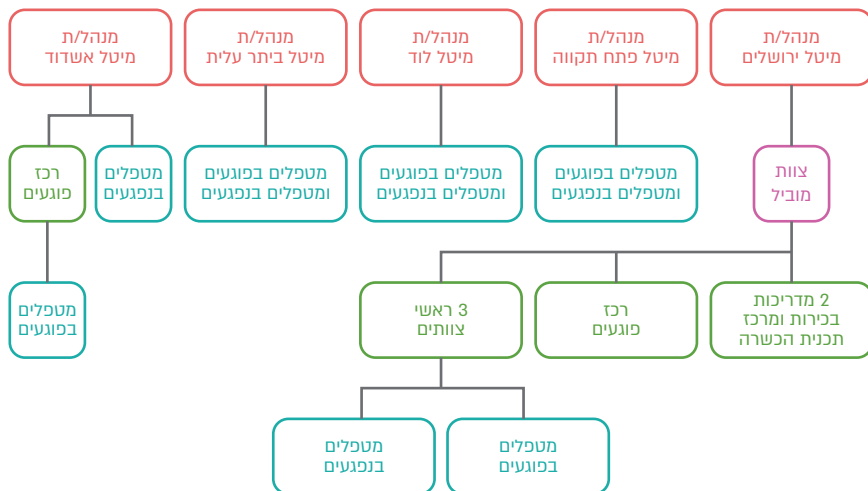 מנהל/ת
מיטל ירושלים
מנהל/ת
מיטל פתח תקווה
מנהל/ת
מיטל לוד
מנהל/ת
מיטל ביתר עלית
מנהל/ת
מיטל אשדוד
צוות
מוביל
מטפלים בפוגעים
ומטפלים בנפגעים
מטפלים בפוגעים
ומטפלים בנפגעים
מטפלים בפוגעים
ומטפלים בנפגעים
מטפלים
בנפגעים
רכז
פוגעים
2 מדריכות
בכירות ומרכז
תכנית הכשרה
רכז
פוגעים
3 ראשי
צוותים
מטפלים
בפוגעים
מטפלים
בפוגעים
מטפלים
בנפגעים